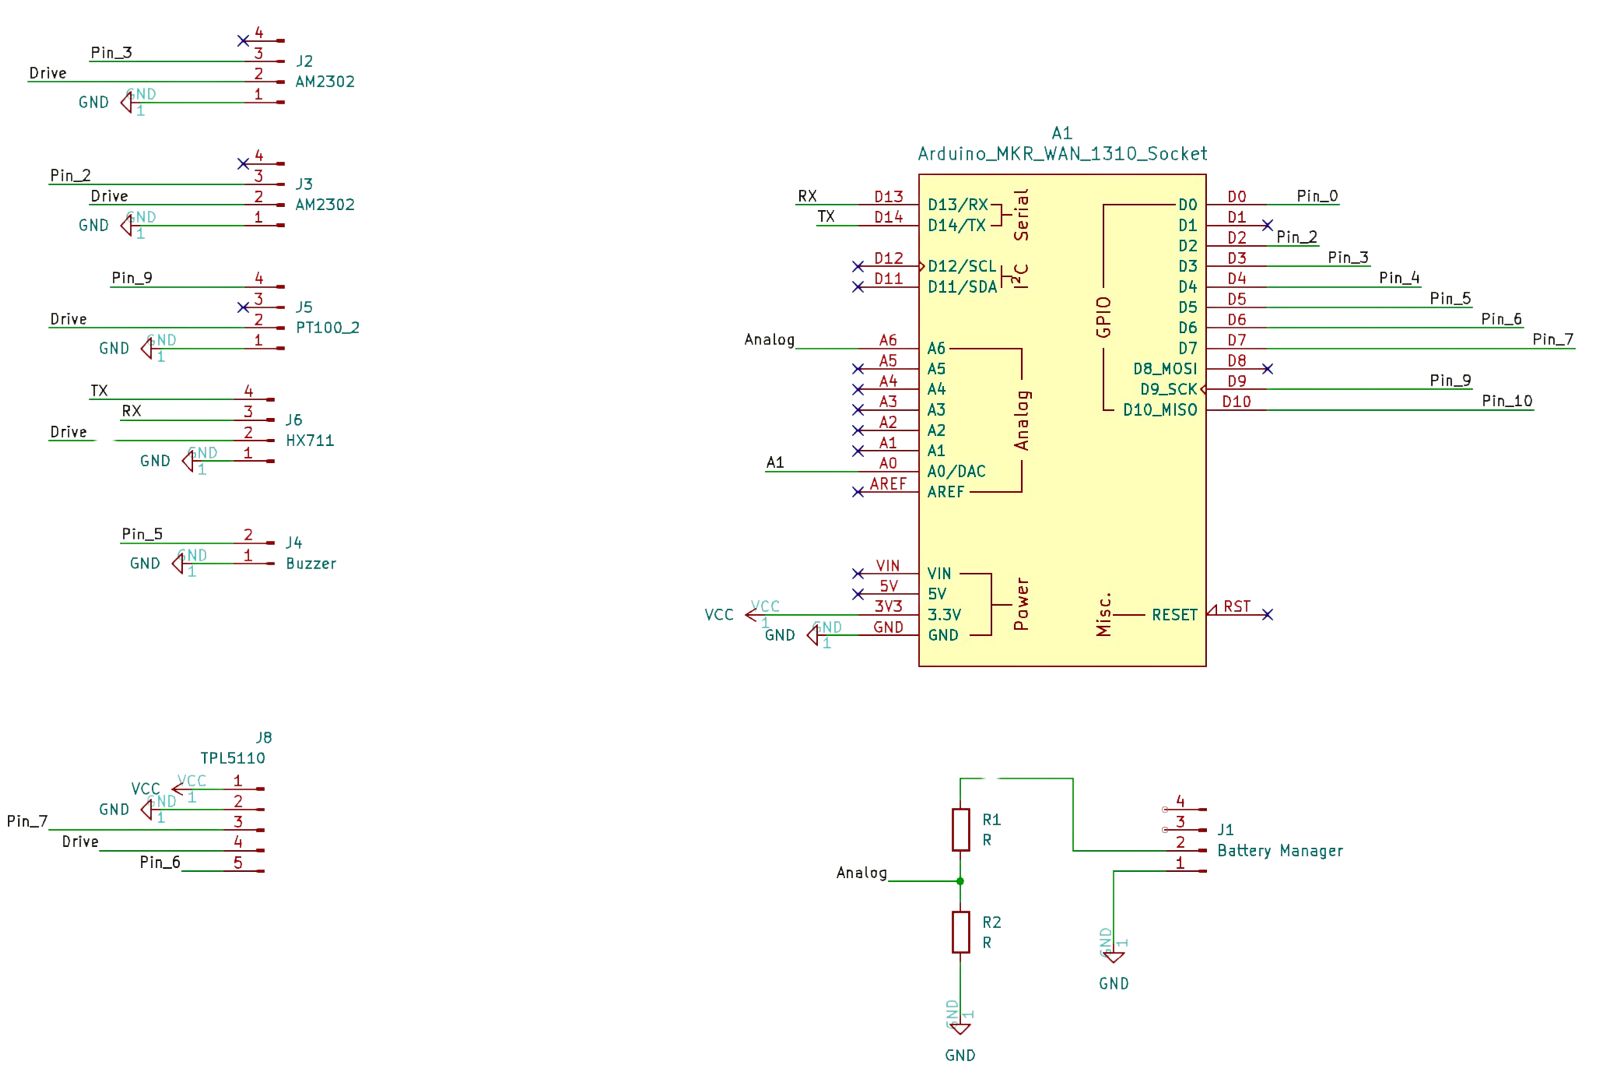 4
Pin_3
3
J2
Drive
2
AM2302
GND
GND
1
1
4
Pin_2
3
J3
Drive
2
AM2302
GND
GND
1
1
Pin_9
4
3
J5
Drive
2
PT100_2
GND
GND
1
1
TX
4
RX
3
J6
Drive
2
HX711
GND
GND
1
1
Pin_5
2
J4
GND
GND
1
1
Buzzer
J8
TPL5110
VCC
VCC
1
1
GND
GND
1
2
Pin_7
3
Drive
4
Pin_6
5
A1
Arduino_MKR_WAN_1310_Socket
RX
D13
D13/RX
TX
D14
D14/TX
Serial
D12
D12/SCL
D11
D11/SDA
I²C
Analog
A6
A6
A5
A5
A4
A4
A3
A3
A2
A2
A1
A1
A1
A0
A0/DAC
AREF
AREF
Analog
VIN
VIN
5V
5V
VCC
VCC
1
3V3
3.3V
GND
GND
1
GND
GND
Power
GPIO
D0
D0
Pin_0
D1
D1
D2
D2
Pin_2
D3
D3
Pin_3
D4
D4
Pin_4
D5
D5
Pin_5
D6
D6
Pin_6
D7
D7
Pin_7
D8_MOSI
D8
D9_SCK
D9
Pin_9
D10_MISO
D10
Pin_10
Misc.
RESET
RST
R1
R
Analog
R2
R
GND
1
GND
4
3
J1
2
Battery Manager
1
GND
1
GND